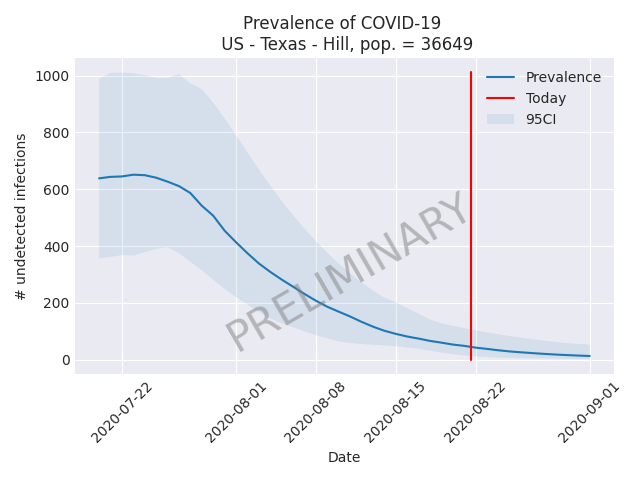 Prevalence of COVID-19
US - Texas - Hill, pop. = 36649
1000
800
600
400
200
0
# undetected infections
Prevalence
Today
95CI
PRELIMINARY
2020-07-22
2020-08-01
2020-08-08
2020-08-15
2020-08-22
2020-09-01
Date